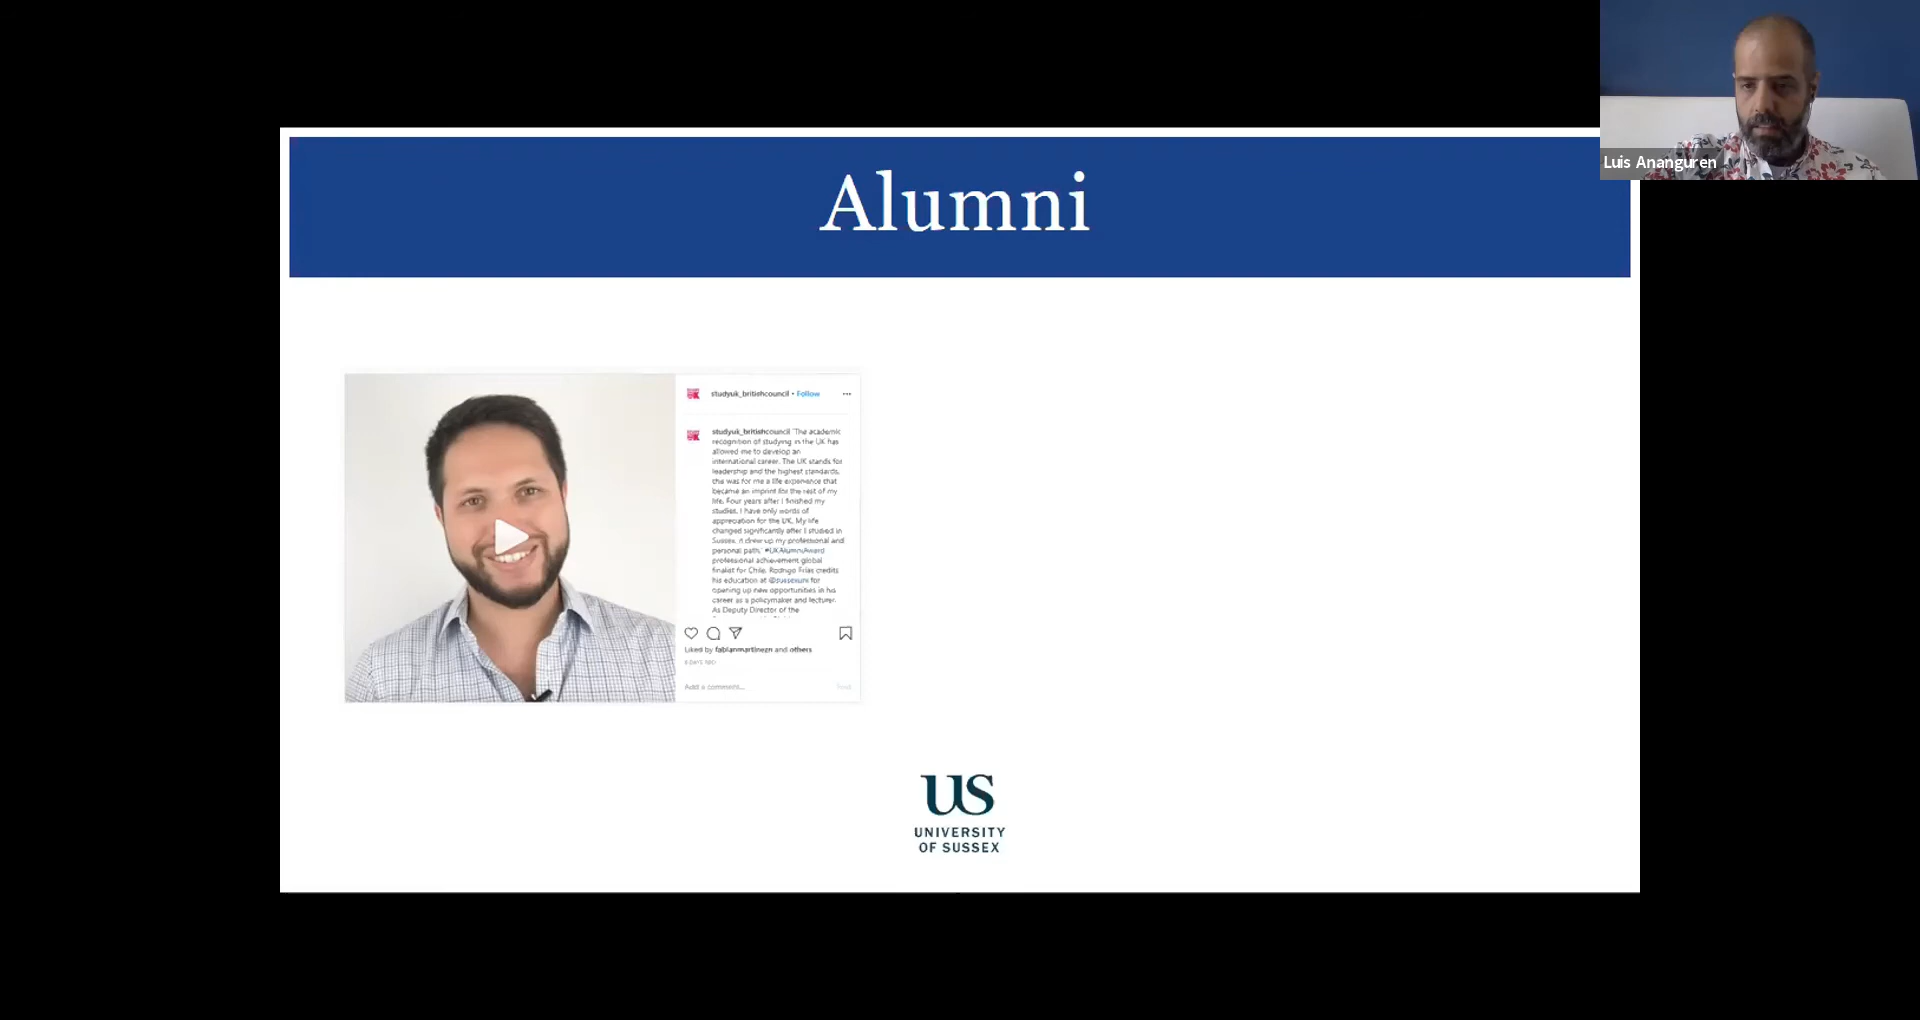 Alumni
Luis Ananguren
studyuk_britishcouncil • Follow
studyuk_britishcouncil 'The academic
recognition of studying in the UK has
allowed me to develop an
international career. The UK stands for
leadership and the highest standards,
this was for me a life experience that
became an imprint for the rest of my
life. Four years after I finished my
studies, I have only words of
appreciation for the UK. My life
changed significantly after I studied in
Sussex. It drew up my professional and
personal path.' #UKAlumniAward
professional achievement global
finalist for Chile, Rodrigo Frías credits
his education at @sussexuni for
opening up new opportunities in his
career as a policymaker and lecturer.
As Deputy Director of the
Liked by fabianmartinezn and others
DAYS AGO
Add a comment...
Post
US
UNIVERSITY
OF SUSSEX